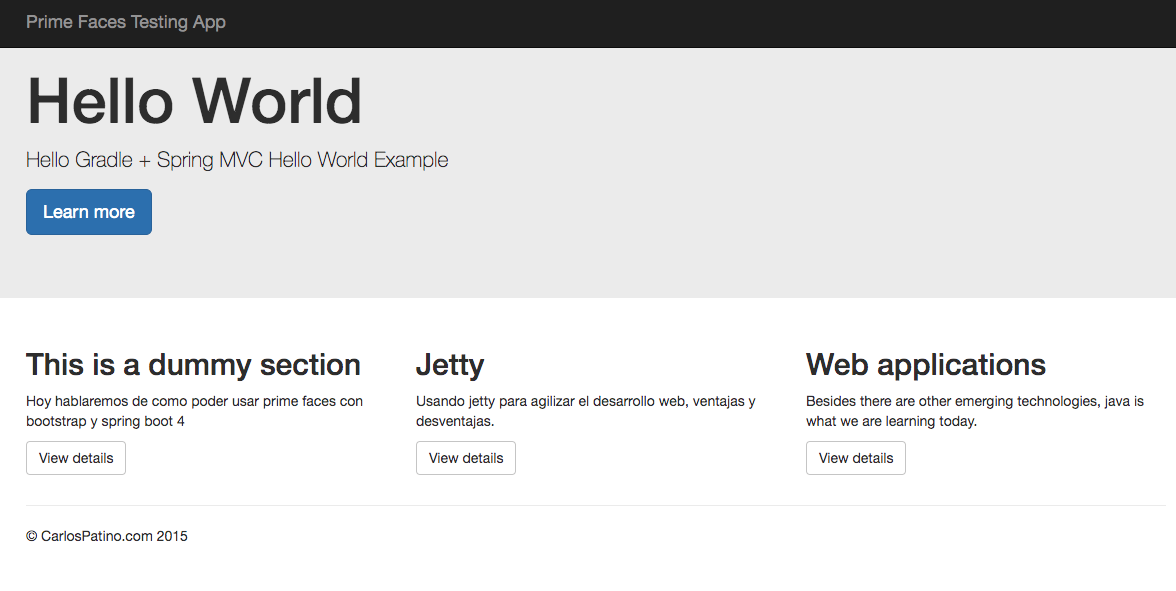 Prime Faces Testing App
Hello World
Hello Gradle + Spring MVC Hello World Example
Learn more
This is a dummy section
Hoy hablaremos de como poder usar prime faces con
bootstrap y spring boot 4
View details
Jetty
Usando jetty para agilizar el desarrollo web, ventajas y
desventajas.
View details
Web applications
Besides there are other emerging technologies, java is
what we are learning today.
View details
© CarlosPatino.com 2015